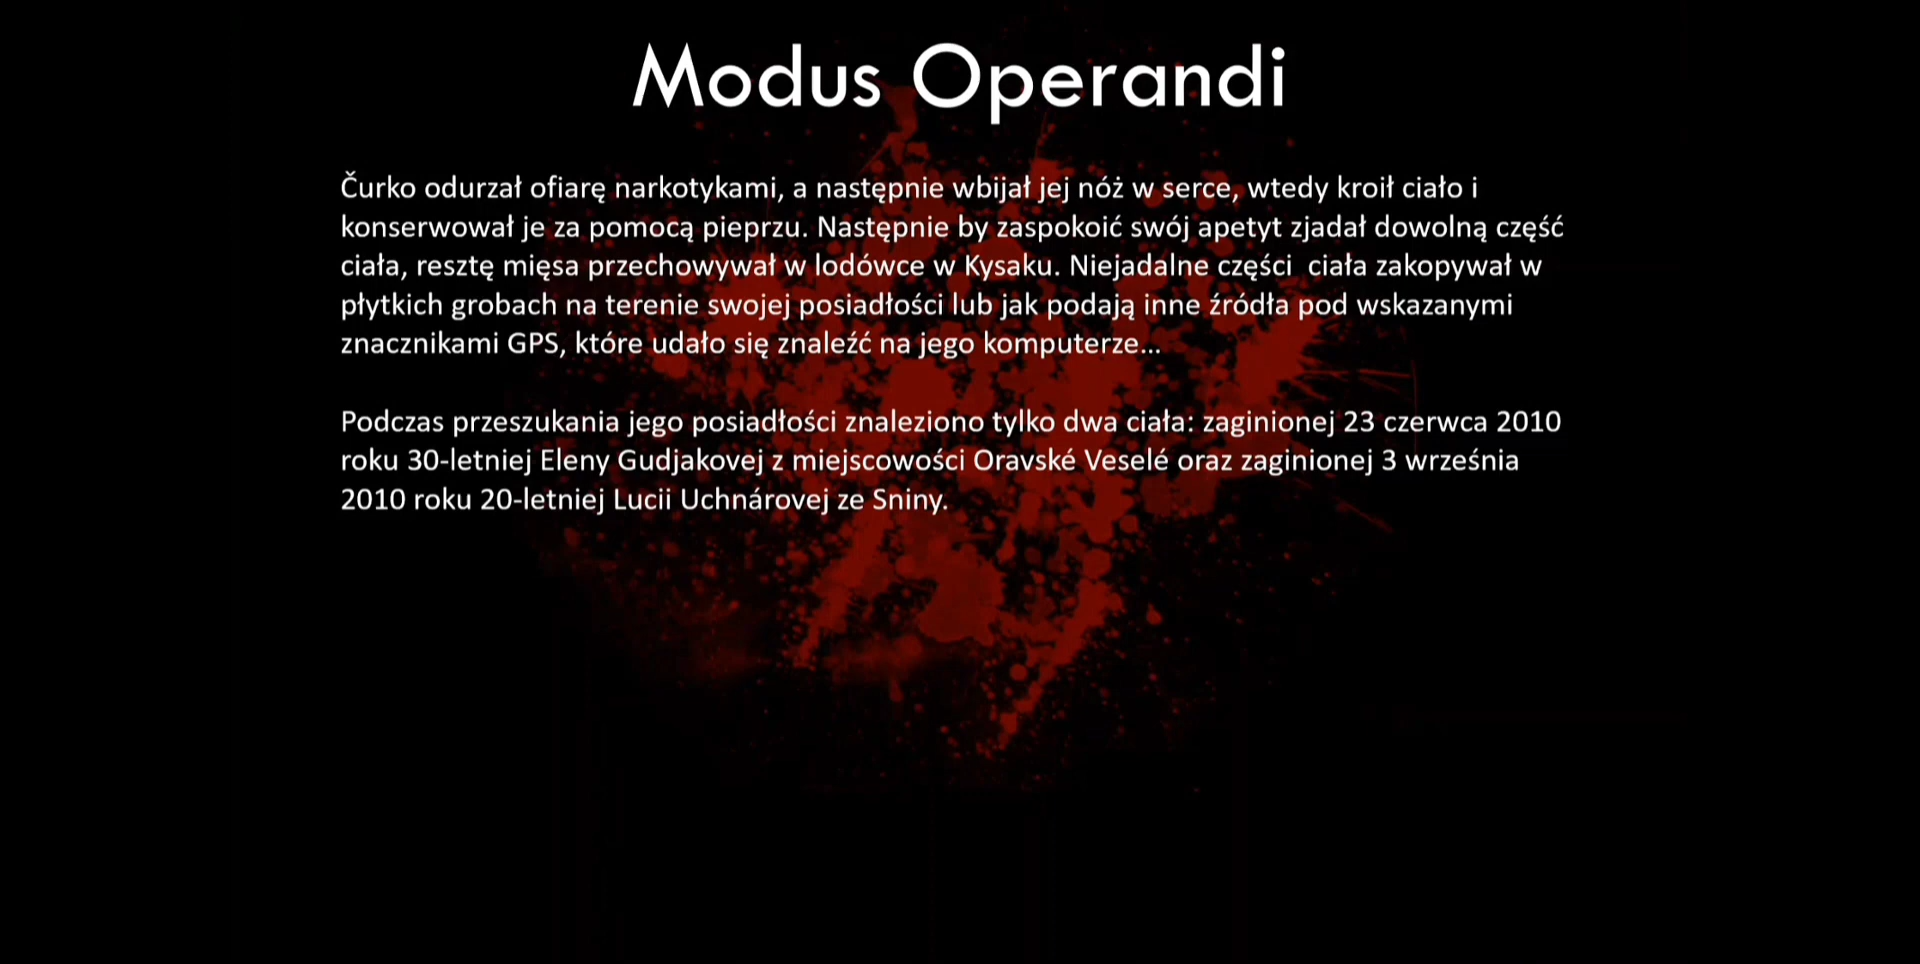 Modus Operandi
Čurko odurzał ofiarę narkotykami, a następnie wbijał jej nóż w serce, wtedy kroił ciało i
konserwował je za pomocą pieprzu. Następnie by zaspokoić swój apetyt zjadał dowolną część
ciała, resztę mięsa przechowywał w lodówce w Kysaku. Niejadalne części  ciała zakopywał w
płytkich grobach na terenie swojej posiadłości lub jak podają inne źródła pod wskazanymi
znacznikami GPS, które udało się znaleźć na jego komputerze...
Podczas przeszukania jego posiadłości znaleziono tylko dwa ciała: zaginionej 23 czerwca 2010
roku 30-letniej Eleny Gudjakovej z miejscowości Oravské Veselé oraz zaginionej 3 września
2010 roku 20-letniej Lucii Uchnárovej ze Sniny.